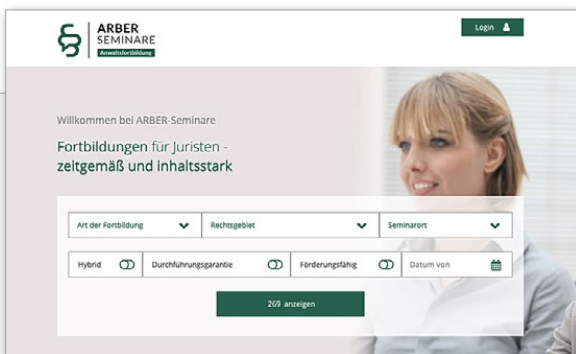 ARBER
SEMINARE
Anwaltsfortbildung
Login
Willkommen bei ARBER-Seminare
Fortbildungen für Juristen -
zeitgemäß und inhaltsstark
Art der Fortbildung
Rechtsgebiet
Seminarort
Hybrid
Durchführungsgarantie
Förderungsfähig
Datum von
269 anzeigen